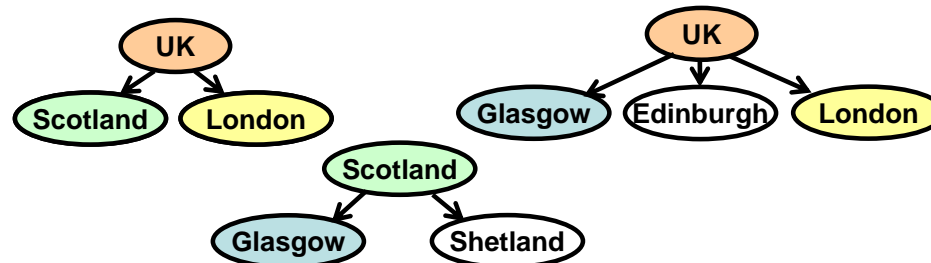 UK
Scotland London
UK
Glasgow Edinburgh London
Scotland
Glasgow Shetland